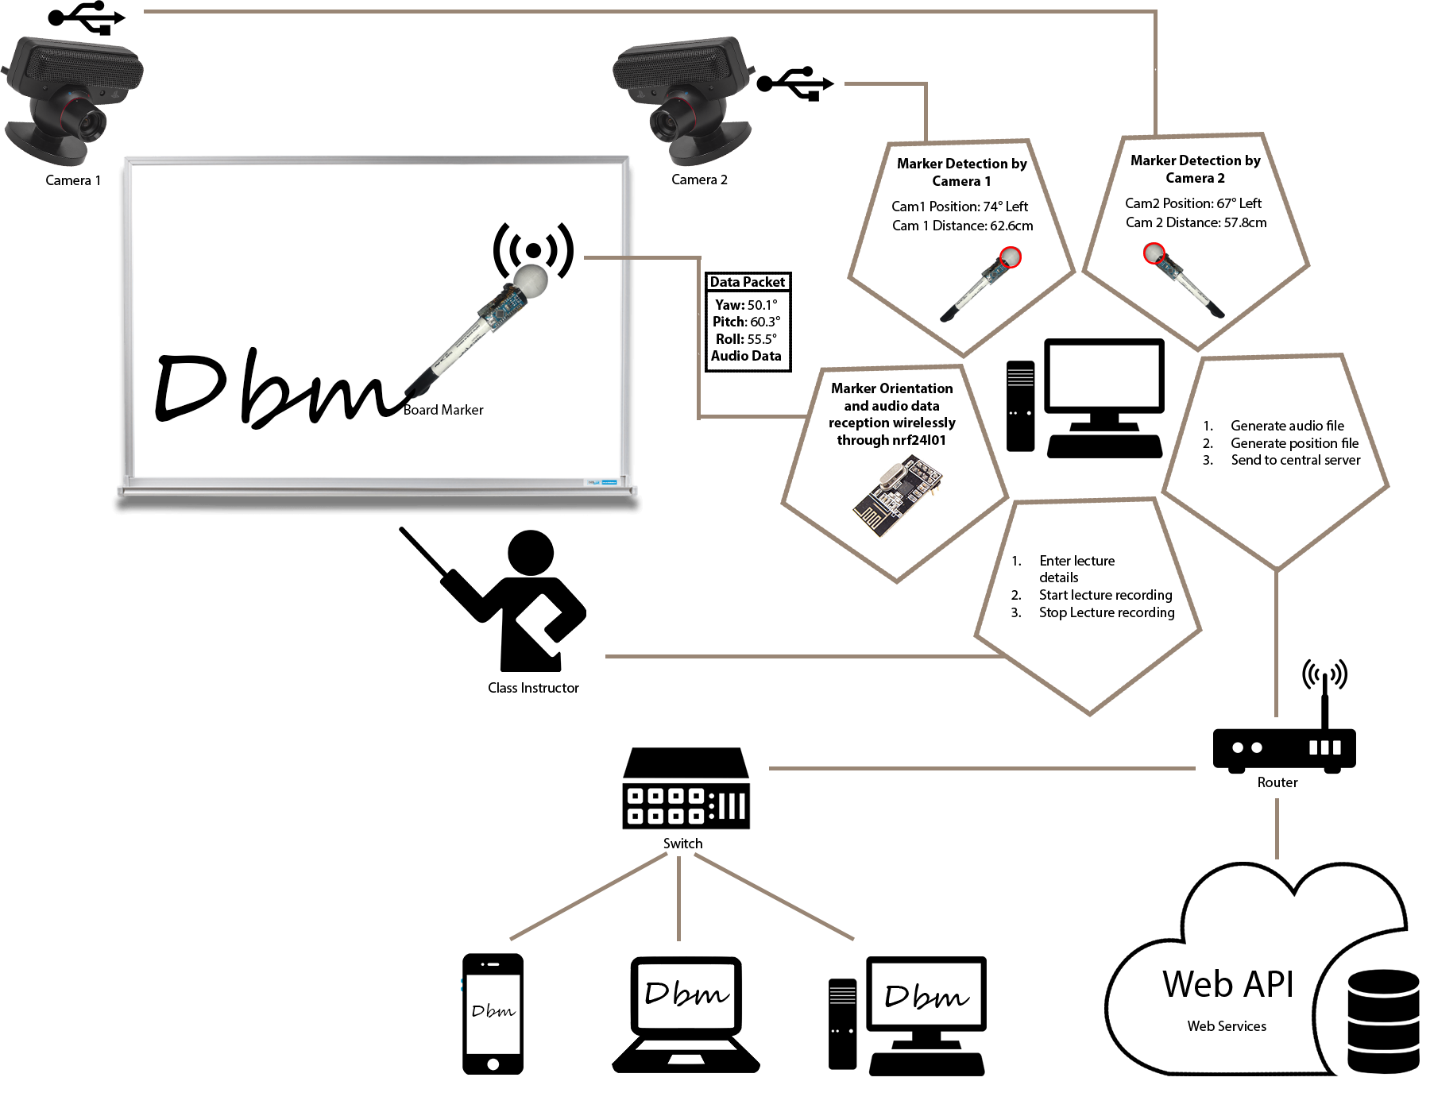 Camera 1
Camera 2
Marker Detection by
Camera 1
Cam1 Position: 74° Left
Cam 1 Distance: 62.6cm
Marker Detection by
Camera 2
Cam2 Position: 67° Left
Cam 2 Distance: 57.8cm
Data Packet
Yaw: 50.1°
Pitch: 60.3°
Roll: 55.5°
Audio Data
Dbm
Board Marker
Marker Orientation
and audio data
reception wirelessly
through nrf24l01
1. Generate audio file
2. Generate position file
3. Send to central server
1. Enter lecture
details
2. Start lecture recording
3. Stop Lecture recording
Class Instructor
Router
Switch
Dbm
Dbm
Dbm
Web API
Web Services